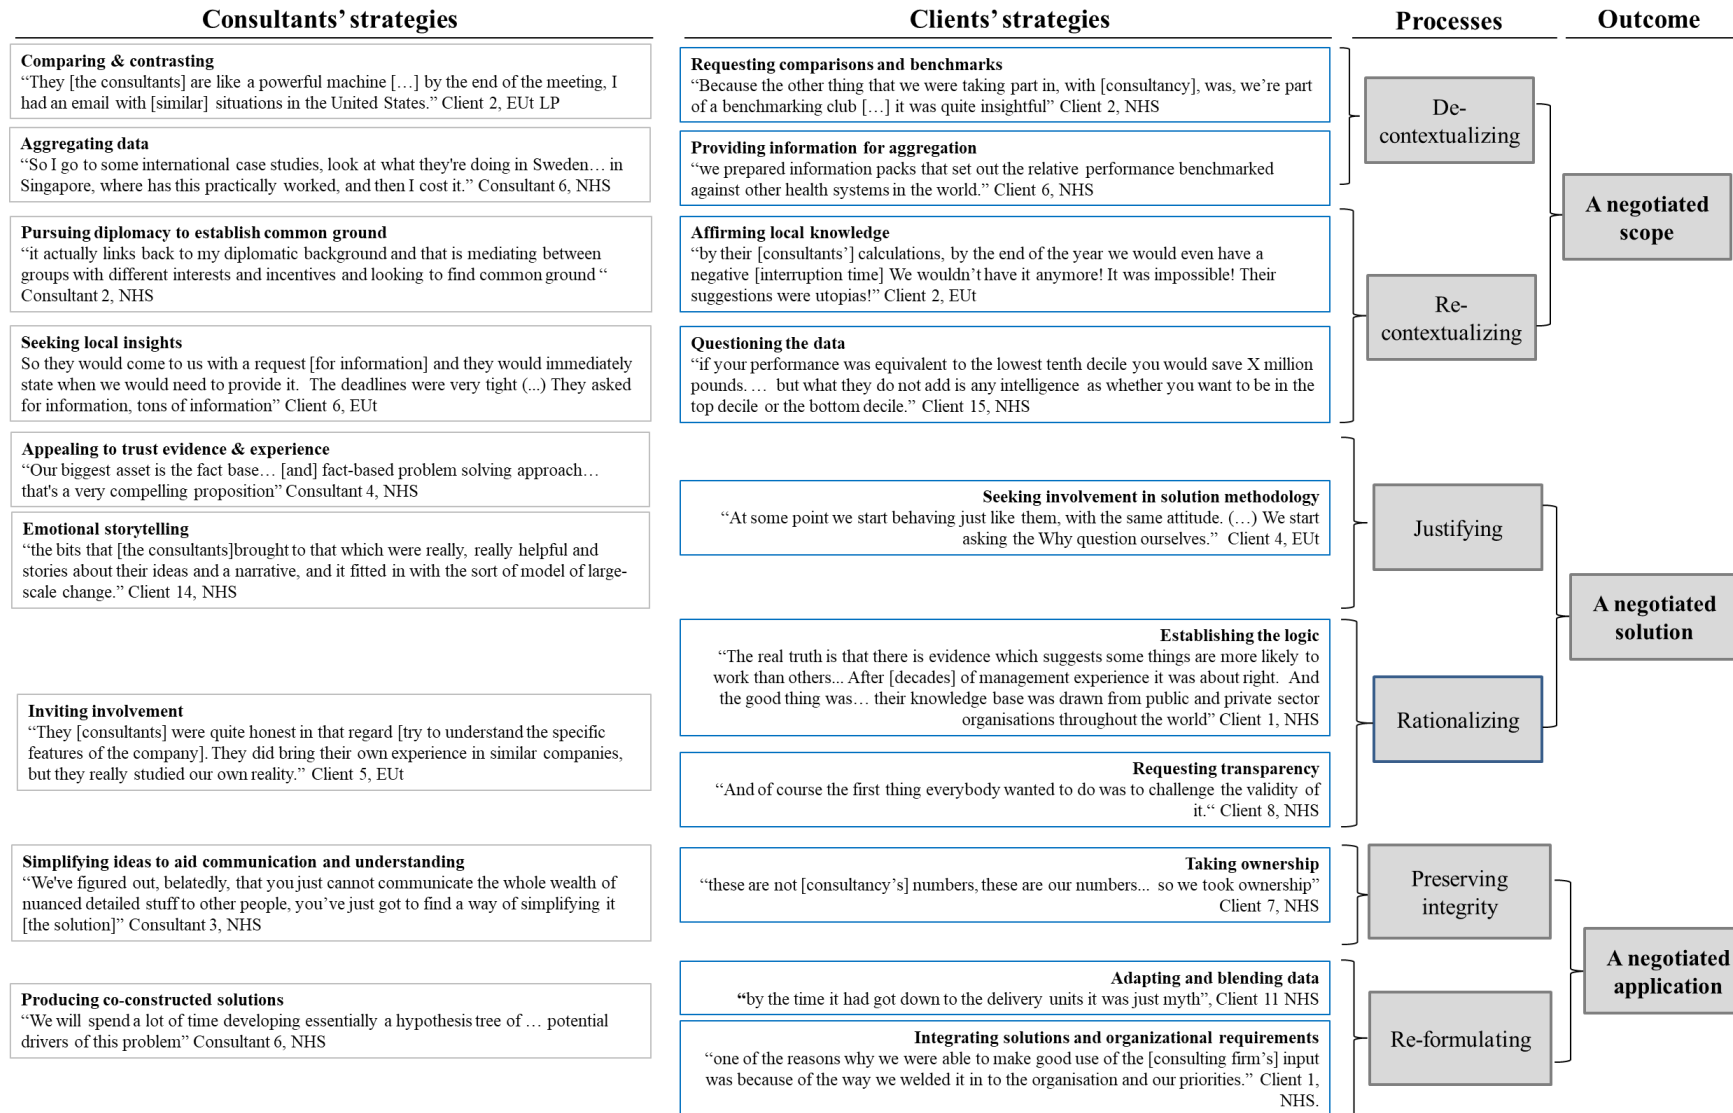 Consultants' strategies
Clients' strategies
Processes
Outcome
Comparing & contrasting
“They [the consultants] are like a powerful machine […] by the end of the meeting, I
had an email with [similar] situations in the United States.” Client 2, EUt LP
Aggregating data
“So I go to some international case studies, look at what they're doing in Sweden… in
Singapore, where has this practically worked, and then I cost it.” Consultant 6, NHS
Pursuing diplomacy to establish common ground
“it actually links back to my diplomatic background and that is mediating between
groups with different interests and incentives and looking to find common ground “
Consultant 2, NHS
Seeking local insights
So they would come to us with a request [for information] and they would immediately
state when we would need to provide it. The deadlines were very tight (...) They asked
for information, tons of information” Client 6, EUt
Appealing to trust evidence & experience
“Our biggest asset is the fact base… [and] fact-based problem solving approach…
that's a very compelling proposition” Consultant 4, NHS
Emotional storytelling
“the bits that [the consultants]brought to that which were really, really helpful and
stories about their ideas and a narrative, and it fitted in with the sort of model of large-
scale change.” Client 14, NHS
Inviting involvement
“They [consultants] were quite honest in that regard [try to understand the specific
features of the company]. They did bring their own experience in similar companies,
but they really studied our own reality.” Client 5, EUt
Simplifying ideas to aid communication and understanding
“We've figured out, belatedly, that you just cannot communicate the whole wealth of
nuanced detailed stuff to other people, you’ve just got to find a way of simplifying it
[the solution]” Consultant 3, NHS
Producing co-constructed solutions
“We will spend a lot of time developing essentially a hypothesis tree of … potential
drivers of this problem” Consultant 6, NHS
Requesting comparisons and benchmarks
“Because the other thing that we were taking part in, with [consultancy], was, we’re part
of a benchmarking club […] it was quite insightful” Client 2, NHS
Providing information for aggregation
“we prepared information packs that set out the relative performance benchmarked
against other health systems in the world.” Client 6, NHS
Affirming local knowledge
“by their [consultants’] calculations, by the end of the year we would even have a
negative [interruption time] We wouldn’t have it anymore! It was impossible! Their
suggestions were utopias!” Client 2, EUt
Questioning the data
“if your performance was equivalent to the lowest tenth decile you would save X million
pounds. … but what they do not add is any intelligence as whether you want to be in the
top decile or the bottom decile.” Client 15, NHS
Seeking involvement in solution methodology
“At some point we start behaving just like them, with the same attitude. (…) We start
asking the Why question ourselves.” Client 4, EUt
Establishing the logic
“The real truth is that there is evidence which suggests some things are more likely to
work than others... After [decades] of management experience it was about right. And
the good thing was… their knowledge base was drawn from public and private sector
organisations throughout the world” Client 1, NHS
Requesting transparency
“And of course the first thing everybody wanted to do was to challenge the validity of
it.“ Client 8, NHS
Taking ownership
“these are not [consultancy’s] numbers, these are our numbers... so we took ownership”
Client 7, NHS
Adapting and blending data
“by the time it had got down to the delivery units it was just myth”, Client 11 NHS
Integrating solutions and organizational requirements
“one of the reasons why we were able to make good use of the [consulting firm’s] input
was because of the way we welded it in to the organisation and our priorities.” Client 1,
NHS.
De-
contextualizing
Re-
contextualizing
Justifying
Rationalizing
Preserving
integrity
Re-formulating
A negotiated
scope
A negotiated
solution
A negotiated
application